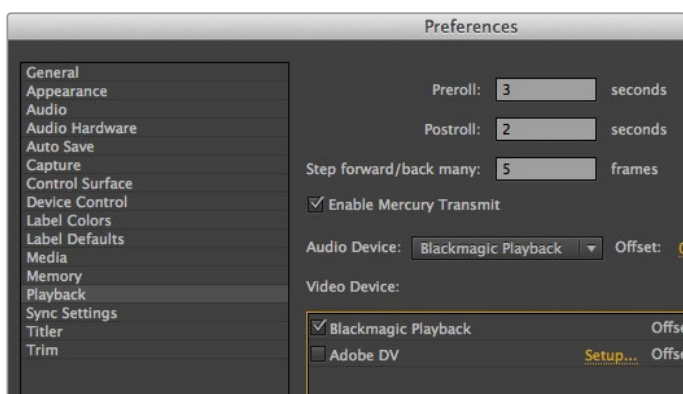 Preferences
General
Appearance
Audio
Audio Hardware
Auto Save
Capture
Control Surface
Device Control
Label Colors
Label Defaults
Media
Memory
Playback
Sync Settings
Titler
Trim
Preroll: 3 seconds
Postroll: 2 seconds
Step forward/back many: 5 frames
Enable Mercury Transmit
Audio Device: Blackmagic Playback Offset:
Video Device:
Blackmagic Playback Offse
Adobe DV Setup... Offse